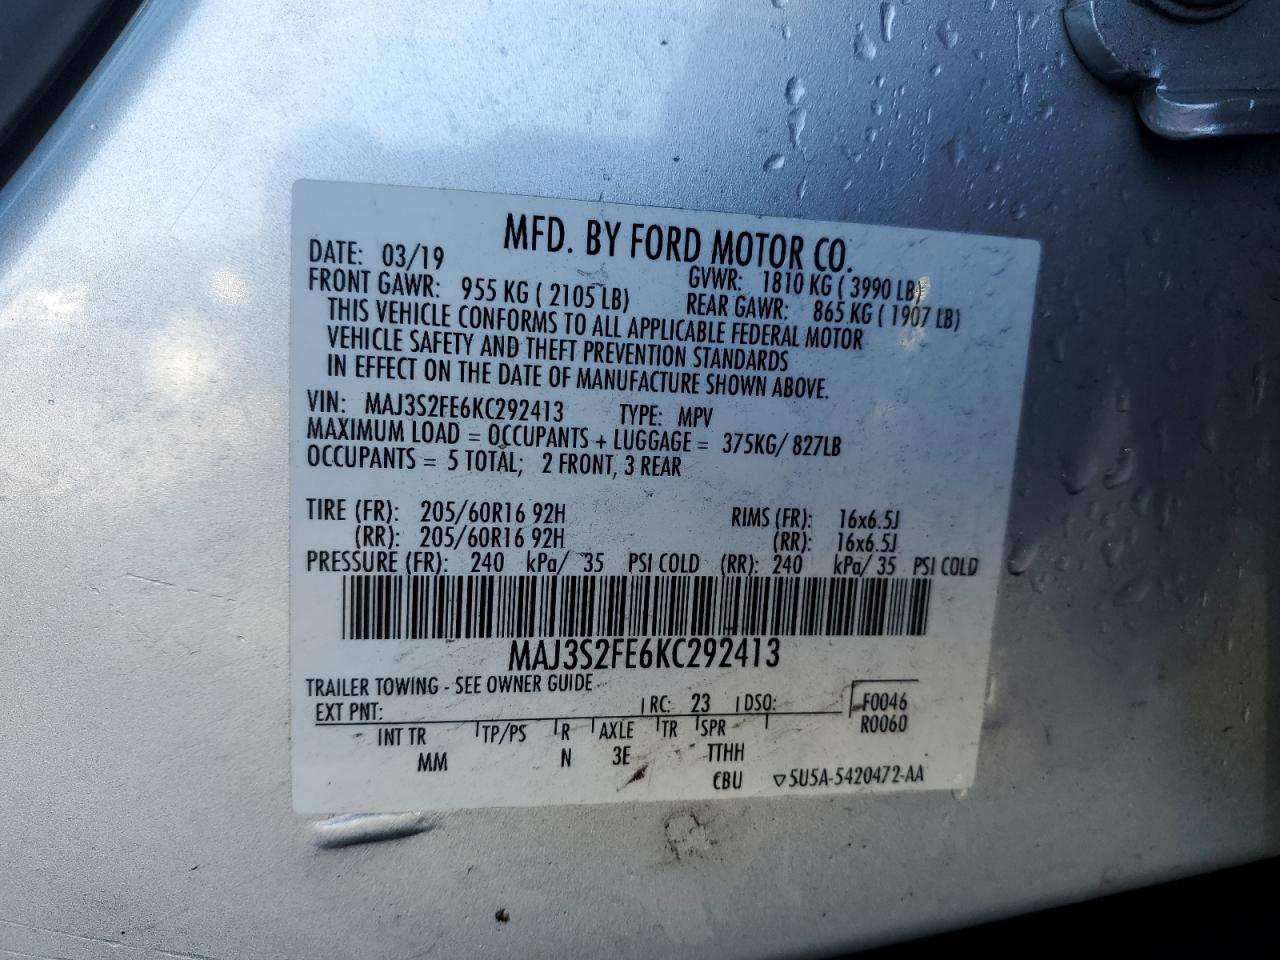 MFD. BY FORD MOTOR CO.
DATE: 03/19 GVWR: 1810 KG ( 3990 LB)
FRONT GAWR: 955 KG ( 2105 LB) REAR GAWR: 865 KG ( 1907 LB)
THIS VEHICLE CONFORMS TO ALL APPLICABLE FEDERAL MOTOR
VEHICLE SAFETY AND THEFT PREVENTION STANDARDS
IN EFFECT ON THE DATE OF MANUFACTURE SHOWN ABOVE.
VIN: MAJ3S2FE6KC292413 TYPE: MPV
MAXIMUM LOAD = OCCUPANTS + LUGGAGE = 375KG/ 827LB
OCCUPANTS = 5 TOTAL; 2 FRONT, 3 REAR
TIRE (FR): 205/60R16 92H RIMS (FR): 16x6.5J
(RR): 205/60R16 92H (RR): 16x6.5J
PRESSURE (FR): 240 kPa/ 35 PSI COLD (RR): 240 kPa/ 35 PSI COLD
MAJ3S2FE6KC292413
TRAILER TOWING - SEE OWNER GUIDE
EXT PNT: RC: 23 DSO: F0046
INT TR TP/PS R AXLE TR SPR R0060
MM N 3E TTHH
CBU 5U5A-5420472-AA